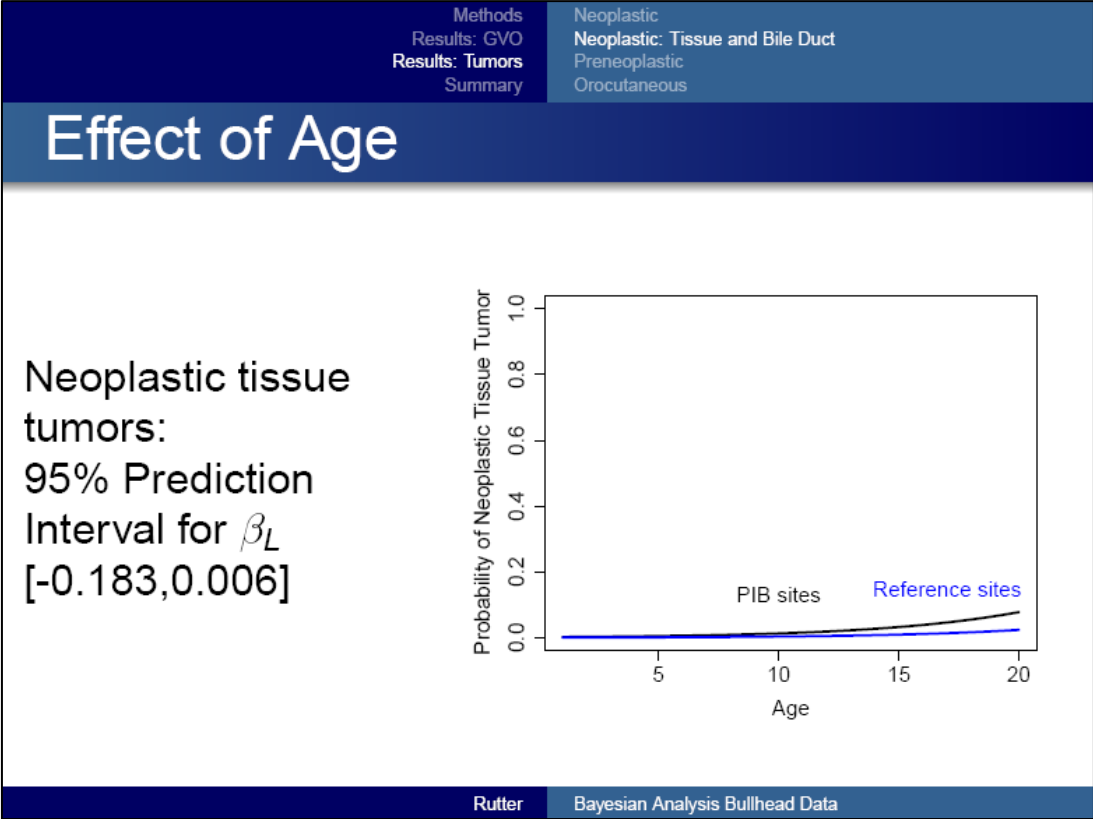 Methods
Results: GVO
Results: Tumors
Summary
Neoplastic
Neoplastic: Tissue and Bile Duct
Preneoplastic
Orocutaneous
Effect of Age
Neoplastic tissue
tumors:
95% Prediction
Interval for β_L
[-0.183,0.006]
Probability of Neoplastic Tissue Tumor
1.0
0.8
0.6
0.4
0.2
0.0
PIB sites
Reference sites
5 10 15 20
Age
Rutter
Bayesian Analysis Bullhead Data